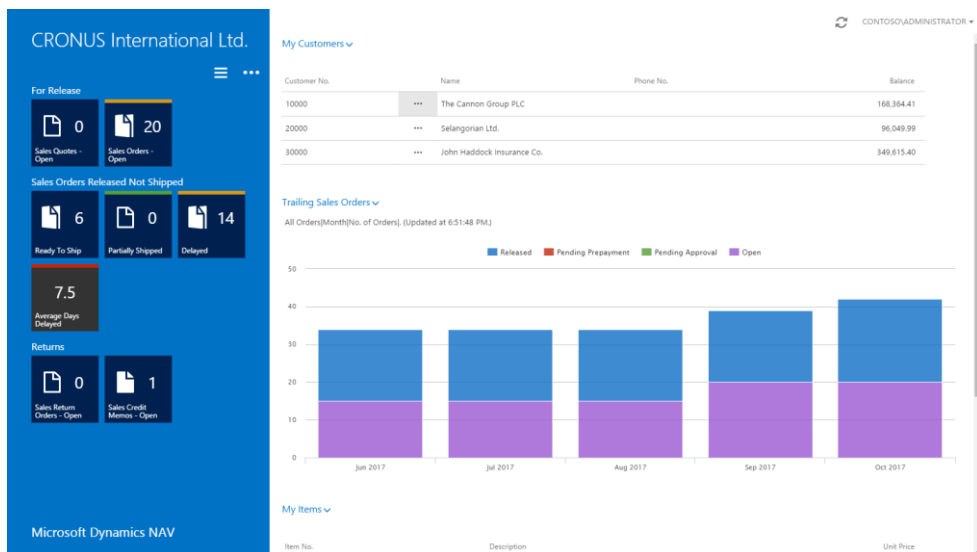 CRONUS International Ltd.
For Release
0
Sales Quotes -
Open
20
Sales Orders -
Open
Sales Orders Released Not Shipped
6
Ready To Ship
0
Partially Shipped
14
Delayed
7.5
Average Days
Delayed
Returns
0
Sales Return
Orders - Open
1
Sales Credit
Memos - Open
Microsoft Dynamics NAV
CONTOSO\ADMINISTRATOR
My Customers
Customer No. Name Phone No. Balance
10000 ••• The Cannon Group PLC 168,364.41
20000 ••• Selangorian Ltd. 96,049.99
30000 ••• John Haddock Insurance Co. 349,615.40
Trailing Sales Orders
All Orders|Month|No. of Orders|. (Updated at 6:51:48 PM.)
Released Pending Prepayment Pending Approval Open
50
40
30
20
10
0
Jun 2017 Jul 2017 Aug 2017 Sep 2017 Oct 2017
My Items
Item No. Description Unit Price